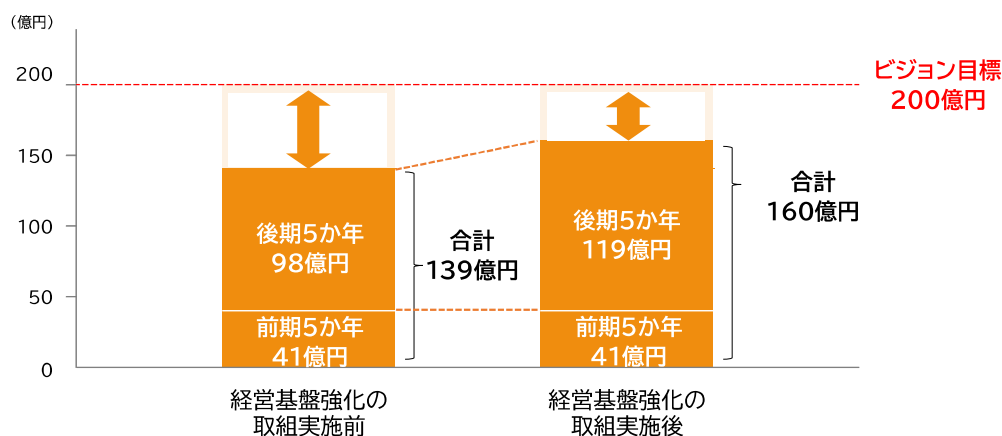 （億円）
200
150
100
50
0
ビジョン目標
200億円
後期5か年
98億円
前期5か年
41億円
合計
139億円
後期5か年
119億円
前期5か年
41億円
合計
160億円
経営基盤強化の
取組実施前
経営基盤強化の
取組実施後